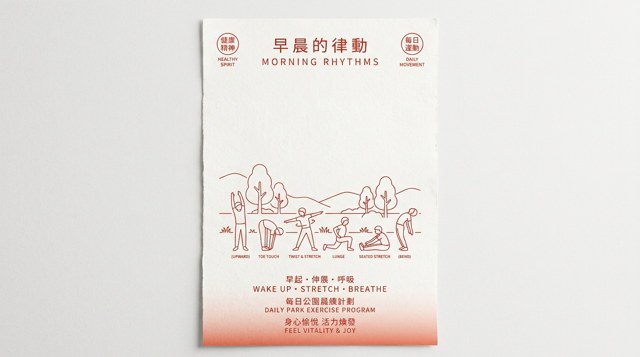 健康
精神
HEALTHY
SPIRIT
早晨的律動
MORNING RHYTHMS
每日
運動
DAILY
MOVEMENT
(UPWARD)
TOE TOUCH
TWIST & STRETCH
LUNGE
SEATED STRETCH
(BEND)
早起・伸展・呼吸
WAKE UP • STRETCH • BREATHE
每日公園晨練計劃
DAILY PARK EXERCISE PROGRAM
身心愉悅 活力煥發
FEEL VITALITY & JOY